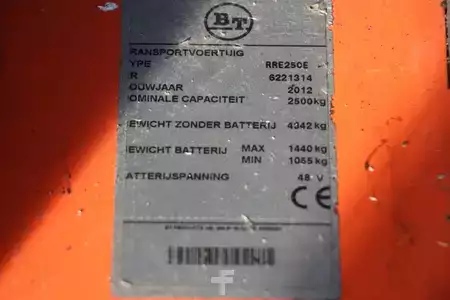 BT
RANSPORTVOERTUIG
YPE RRE250E
R 6221314
OUWJAAR 2012
OMINALE CAPACITEIT 2500kg
EWICHT ZONDER BATTERIJ 4342 kg
EWICHT BATTERIJ MAX 1440 kg
MIN 1055 kg
ATTERIJSPANNING 48 V
CE